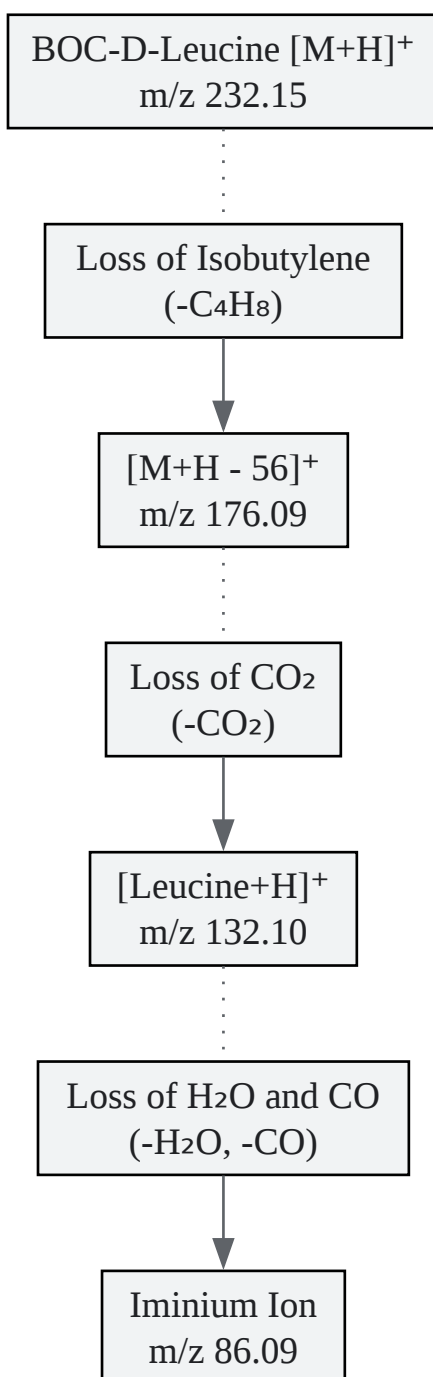 BOC-D-Leucine [M+H]⁺
m/z 232.15
Loss of Isobutylene
(-C₄H₈)
[M+H - 56]⁺
m/z 176.09
Loss of CO₂
(-CO₂)
[Leucine+H]⁺
m/z 132.10
Loss of H₂O and CO
(-H₂O, -CO)
Iminium Ion
m/z 86.09